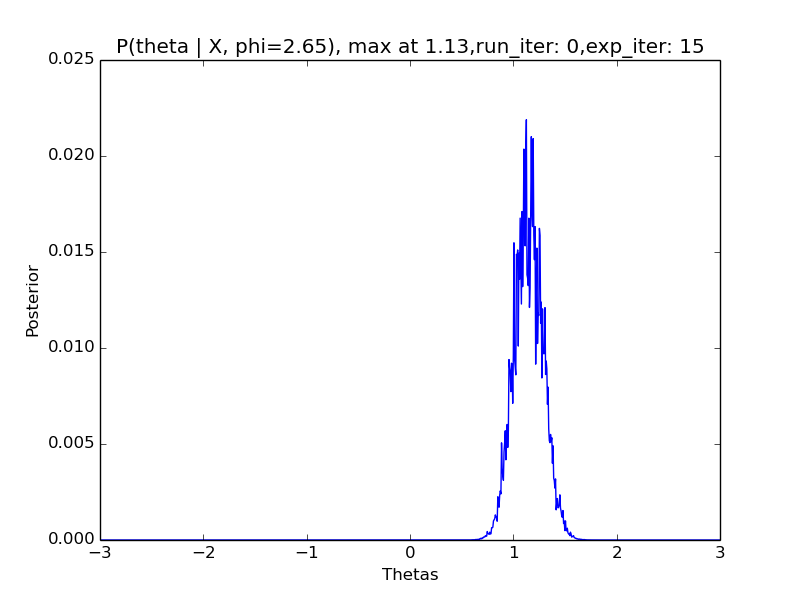 P(theta | X, phi=2.65), max at 1.13,run_iter: 0,exp_iter: 15
0.025
0.020
0.015
0.010
0.005
0.000
Posterior
−3 −2 −1 0 1 2 3
Thetas